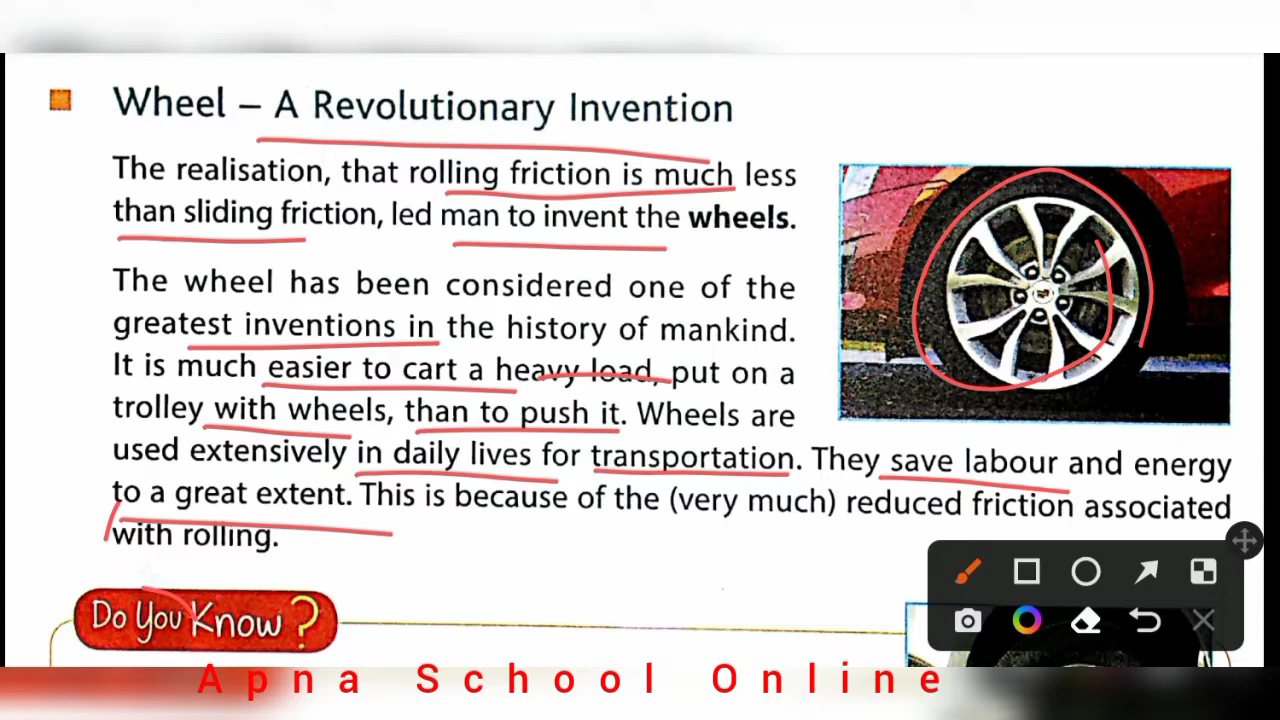 Wheel – A Revolutionary Invention
The realisation, that rolling friction is much less
than sliding friction, led man to invent the wheels.
The wheel has been considered one of the
greatest inventions in the history of mankind.
It is much easier to cart a heavy load, put on a
trolley with wheels, than to push it. Wheels are
used extensively in daily lives for transportation. They save labour and energy
to a great extent. This is because of the (very much) reduced friction associated
with rolling.
Do You Know ?
Apna School Online